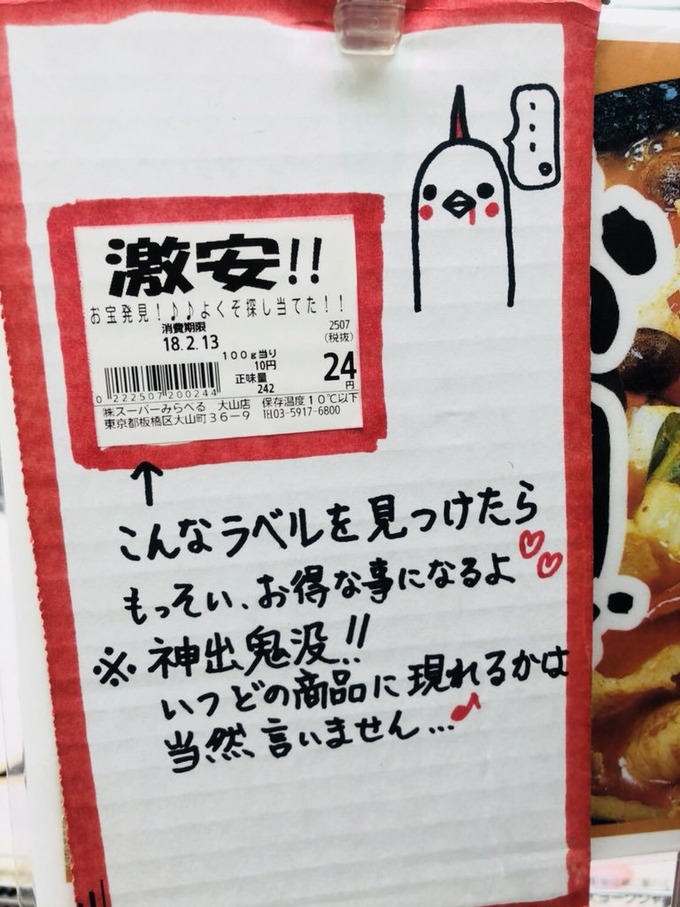 ....
激安!!
お宝発見!♪♪よくぞ探し当てた!!
消費期限 2507
18.2.13 (税抜)
100g当り
10円 24
正味量 円
242
0 222507 200244
㈱スーパーみらべる 大山店 保存温度10℃以下
東京都板橋区大山町36-9 TEL03-5917-6800
↑
こんなラベルを見つけたら
もっそい、お得な事になるよ♡♡
※神出鬼没!!
いつどの商品に現れるかは
当然言いません...♪